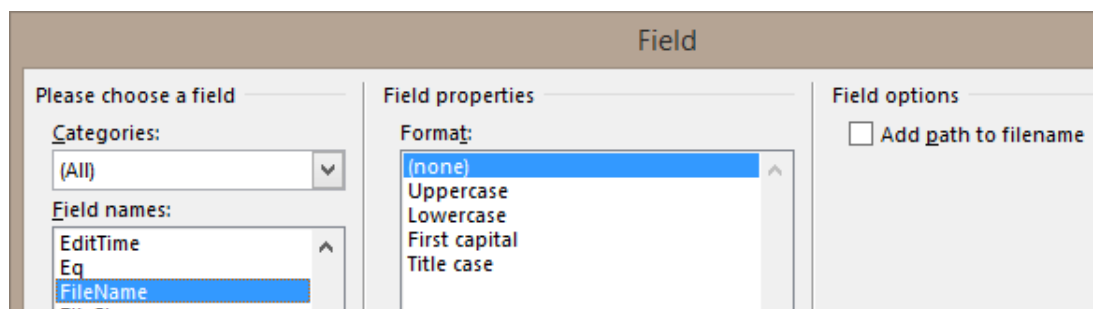 Field
Please choose a field
Categories:
(All)
Field names:
EditTime
Eq
FileName
Field properties
Format:
(none)
Uppercase
Lowercase
First capital
Title case
Field options
Add path to filename